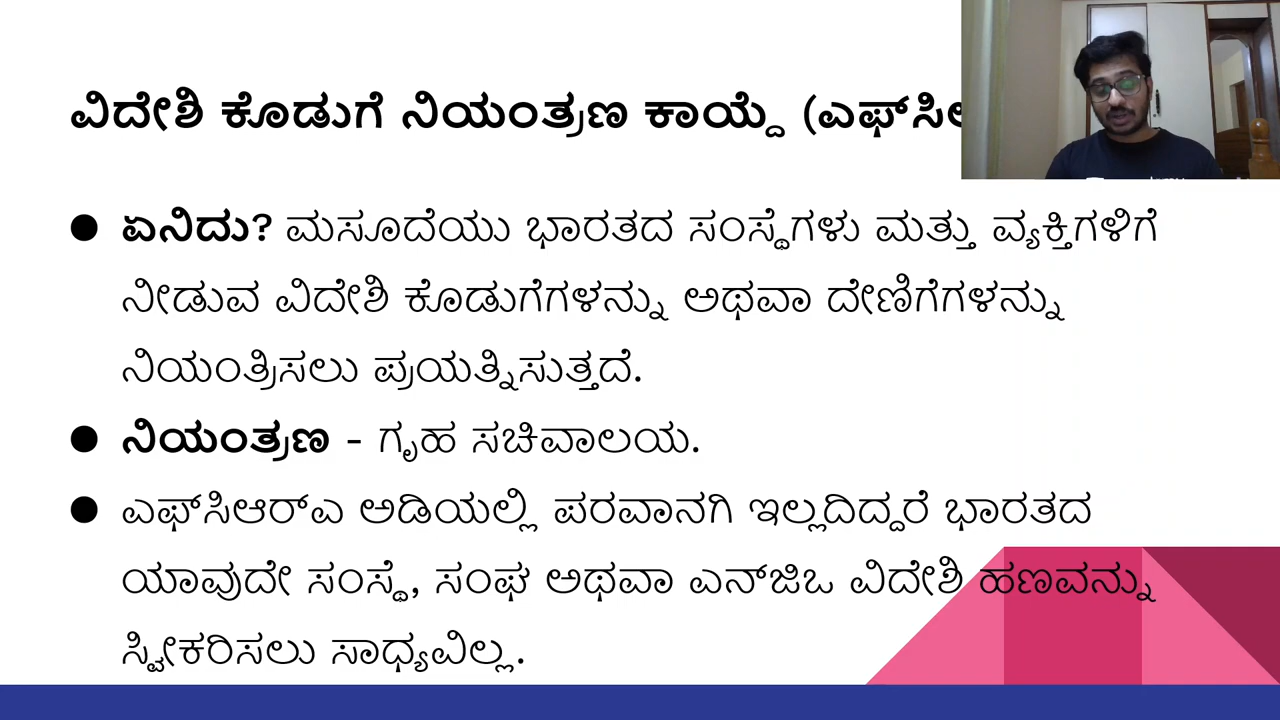 ವಿದೇಶಿ ಕೊಡುಗೆ ನಿಯಂತ್ರಣ ಕಾಯ್ದೆ (ಎಫ್‌ಸಿ
ಏನಿದು? ಮಸೂದೆಯು ಭಾರತದ ಸಂಸ್ಥೆಗಳು ಮತ್ತು ವ್ಯಕ್ತಿಗಳಿಗೆ
ನೀಡುವ ವಿದೇಶಿ ಕೊಡುಗೆಗಳನ್ನು ಅಥವಾ ದೇಣಿಗೆಗಳನ್ನು
ನಿಯಂತ್ರಿಸಲು ಪ್ರಯತ್ನಿಸುತ್ತದೆ.
ನಿಯಂತ್ರಣ - ಗೃಹ ಸಚಿವಾಲಯ.
ಎಫ್‌ಸಿಆರ್‌ಎ ಅಡಿಯಲ್ಲಿ ಪರವಾನಗಿ ಇಲ್ಲದಿದ್ದರೆ ಭಾರತದ
ಯಾವುದೇ ಸಂಸ್ಥೆ, ಸಂಘ ಅಥವಾ ಎನ್‌ಜಿಒ ವಿದೇಶಿ ಹಣವನ್ನು
ಸ್ವೀಕರಿಸಲು ಸಾಧ್ಯವಿಲ್ಲ.